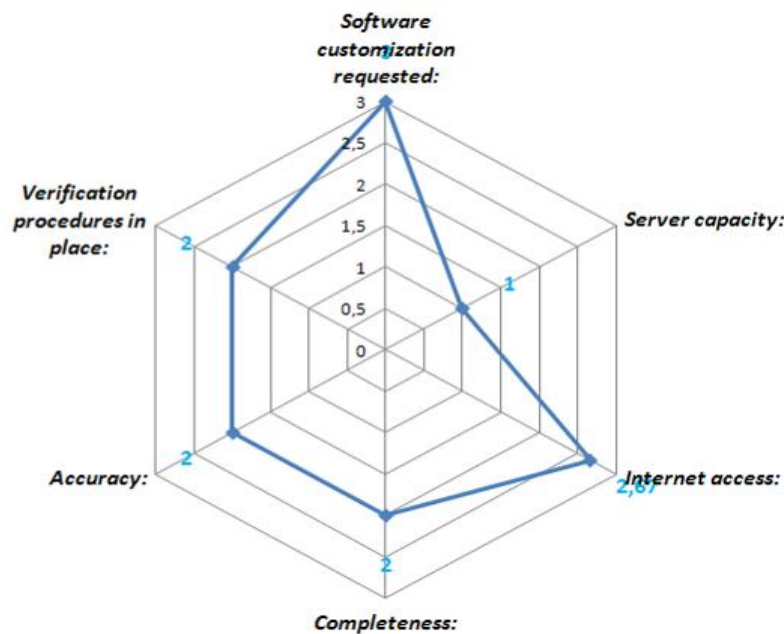 Software
customization
3
requested:
3
2,5
2
1,5
1
0,5
0
Verification
procedures in
place:
2
Server capacity:
1
Accuracy:
2
Internet access:
2,67
2
Completeness: